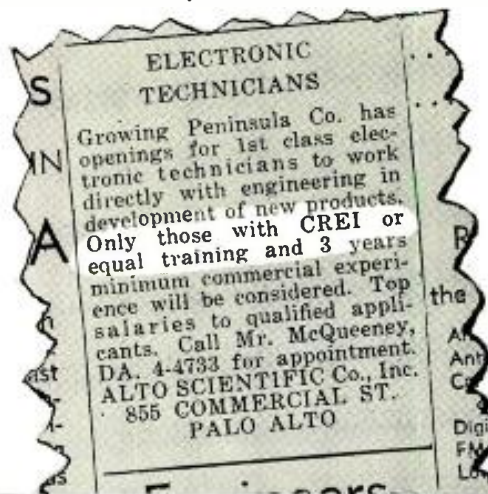 S
IN
A
ELECTRONIC
TECHNICIANS
Growing Peninsula Co. has
openings for 1st class elec-
tronic technicians to work
directly with engineering in
development of new products.
Only those with CREI or
equal training and 3 years
minimum commercial experi-
ence will be considered. Top
salaries to qualified appli-
cants. Call Mr. McQueeney,
DA. 4-4733 for appointment.
ALTO SCIENTIFIC Co., Inc.
855 COMMERCIAL ST.
PALO ALTO
the
Digi
FM